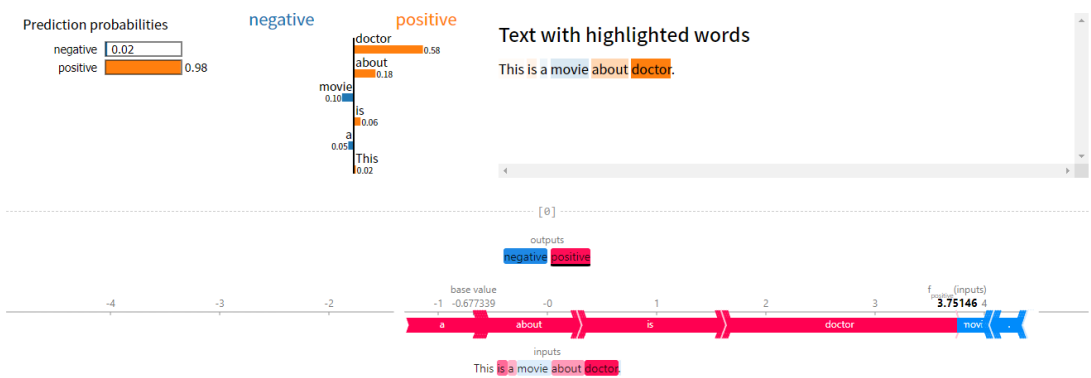 Prediction probabilities
negative 0.02
positive 0.98
negative positive
doctor
0.58
about
0.18
movie
0.10
is
0.06
a
0.05
This
0.02
Text with highlighted words
This is a movie about doctor.
[0]
outputs
negative positive
base value f positive(inputs)
-4 -3 -2 -1 -0.677339 -0 1 2 3 3.75146 4
a about is doctor movi .
inputs
This is a movie about doctor.